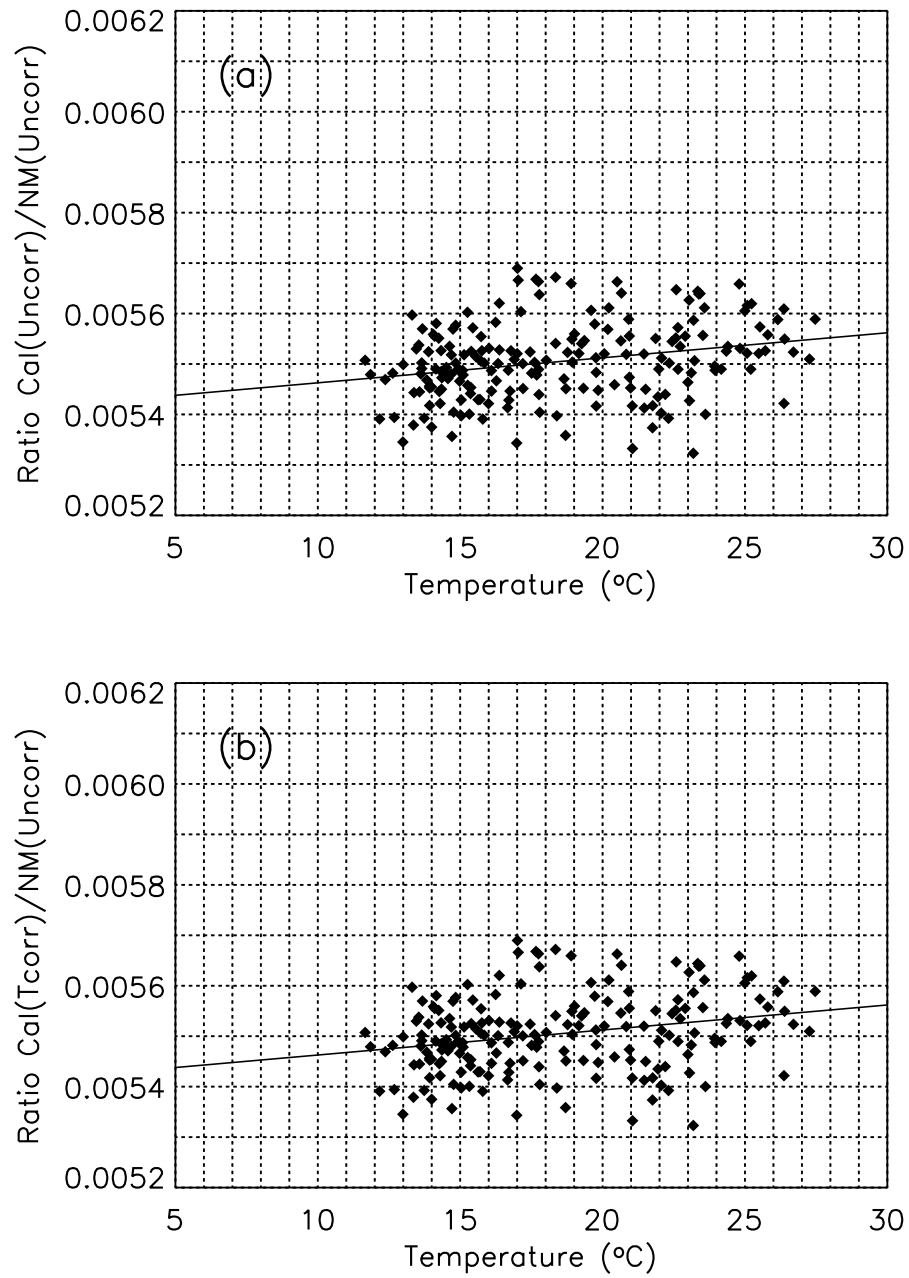 Ratio Cal(Uncorr)/NM(Uncorr)
0.0062
0.0060
0.0058
0.0056
0.0054
0.0052
(a)
5 10 15 20 25 30
Temperature (°C)
Ratio Cal(Tcorr)/NM(Uncorr)
0.0062
0.0060
0.0058
0.0056
0.0054
0.0052
(b)
5 10 15 20 25 30
Temperature (°C)